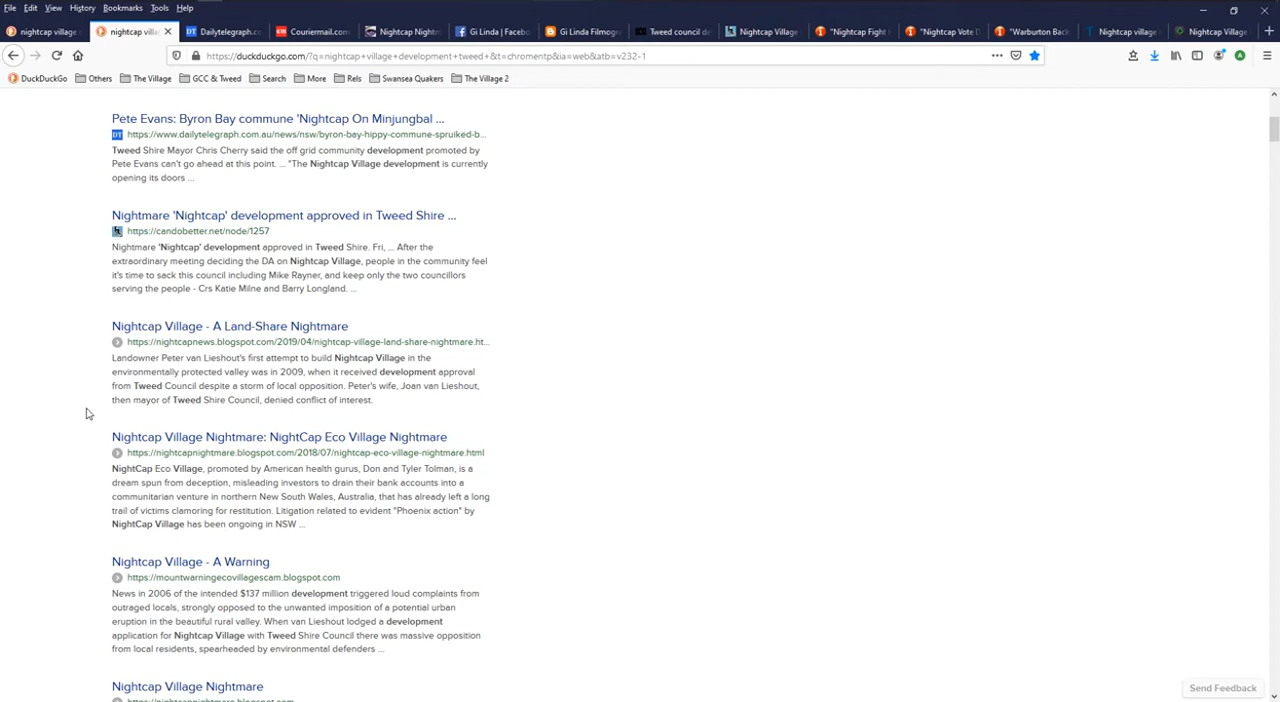 File Edit View History Bookmarks Tools Help
nightcap village nightcap villa Dailytelegraph.co Couriermail.com Nightcap Nightm Gi Linda | Facebo Gi Linda Filmogr Tweed council de Nightcap Village "Nightcap Fight "Nightcap Vote D "Warburton Back Nightcap village Nightcap Village
https://duckduckgo.com/?q=nightcap+village+development+tweed+&t=chromentp&ia=web&atb=v232-1
DuckDuckGo Others The Village GCC & Tweed Search More Rels Swansea Quakers The Village 2
Pete Evans: Byron Bay commune 'Nightcap On Minjungbal ...
DT https://www.dailytelegraph.com.au/news/nsw/byron-bay-hippy-commune-spruiked-b...
Tweed Shire Mayor Chris Cherry said the off grid community development promoted by
Pete Evans can't go ahead at this point. ... "The Nightcap Village development is currently
opening its doors ...
Nightmare 'Nightcap' development approved in Tweed Shire ...
https://candobetter.net/node/1257
Nightmare 'Nightcap' development approved in Tweed Shire. Fri, ... After the
extraordinary meeting deciding the DA on Nightcap Village, people in the community feel
it's time to sack this council including Mike Rayner, and keep only the two councillors
serving the people - Crs Katie Milne and Barry Longland. ...
Nightcap Village - A Land-Share Nightmare
https://nightcapnews.blogspot.com/2019/04/nightcap-village-land-share-nightmare.ht...
Landowner Peter van Lieshout's first attempt to build Nightcap Village in the
environmentally protected valley was in 2009, when it received development approval
from Tweed Council despite a storm of local opposition. Peter's wife, Joan van Lieshout,
then mayor of Tweed Shire Council, denied conflict of interest.
Nightcap Village Nightmare: NightCap Eco Village Nightmare
https://nightcapnightmare.blogspot.com/2018/07/nightcap-eco-village-nightmare.html
NightCap Eco Village, promoted by American health gurus, Don and Tyler Tolman, is a
dream spun from deception, misleading investors to drain their bank accounts into a
communitarian venture in northern New South Wales, Australia, that has already left a long
trail of victims clamoring for restitution. Litigation related to evident "Phoenix action" by
NightCap Village has been ongoing in NSW ...
Nightcap Village - A Warning
https://mountwarningecovillagescam.blogspot.com
News in 2006 of the intended $137 million development triggered loud complaints from
outraged locals, strongly opposed to the unwanted imposition of a potential urban
eruption in the beautiful rural valley. When van Lieshout lodged a development
application for Nightcap Village with Tweed Shire Council there was massive opposition
from local residents, spearheaded by environmental defenders ...
Nightcap Village Nightmare
https://nightcapnightmare.blogspot.com
Send Feedback